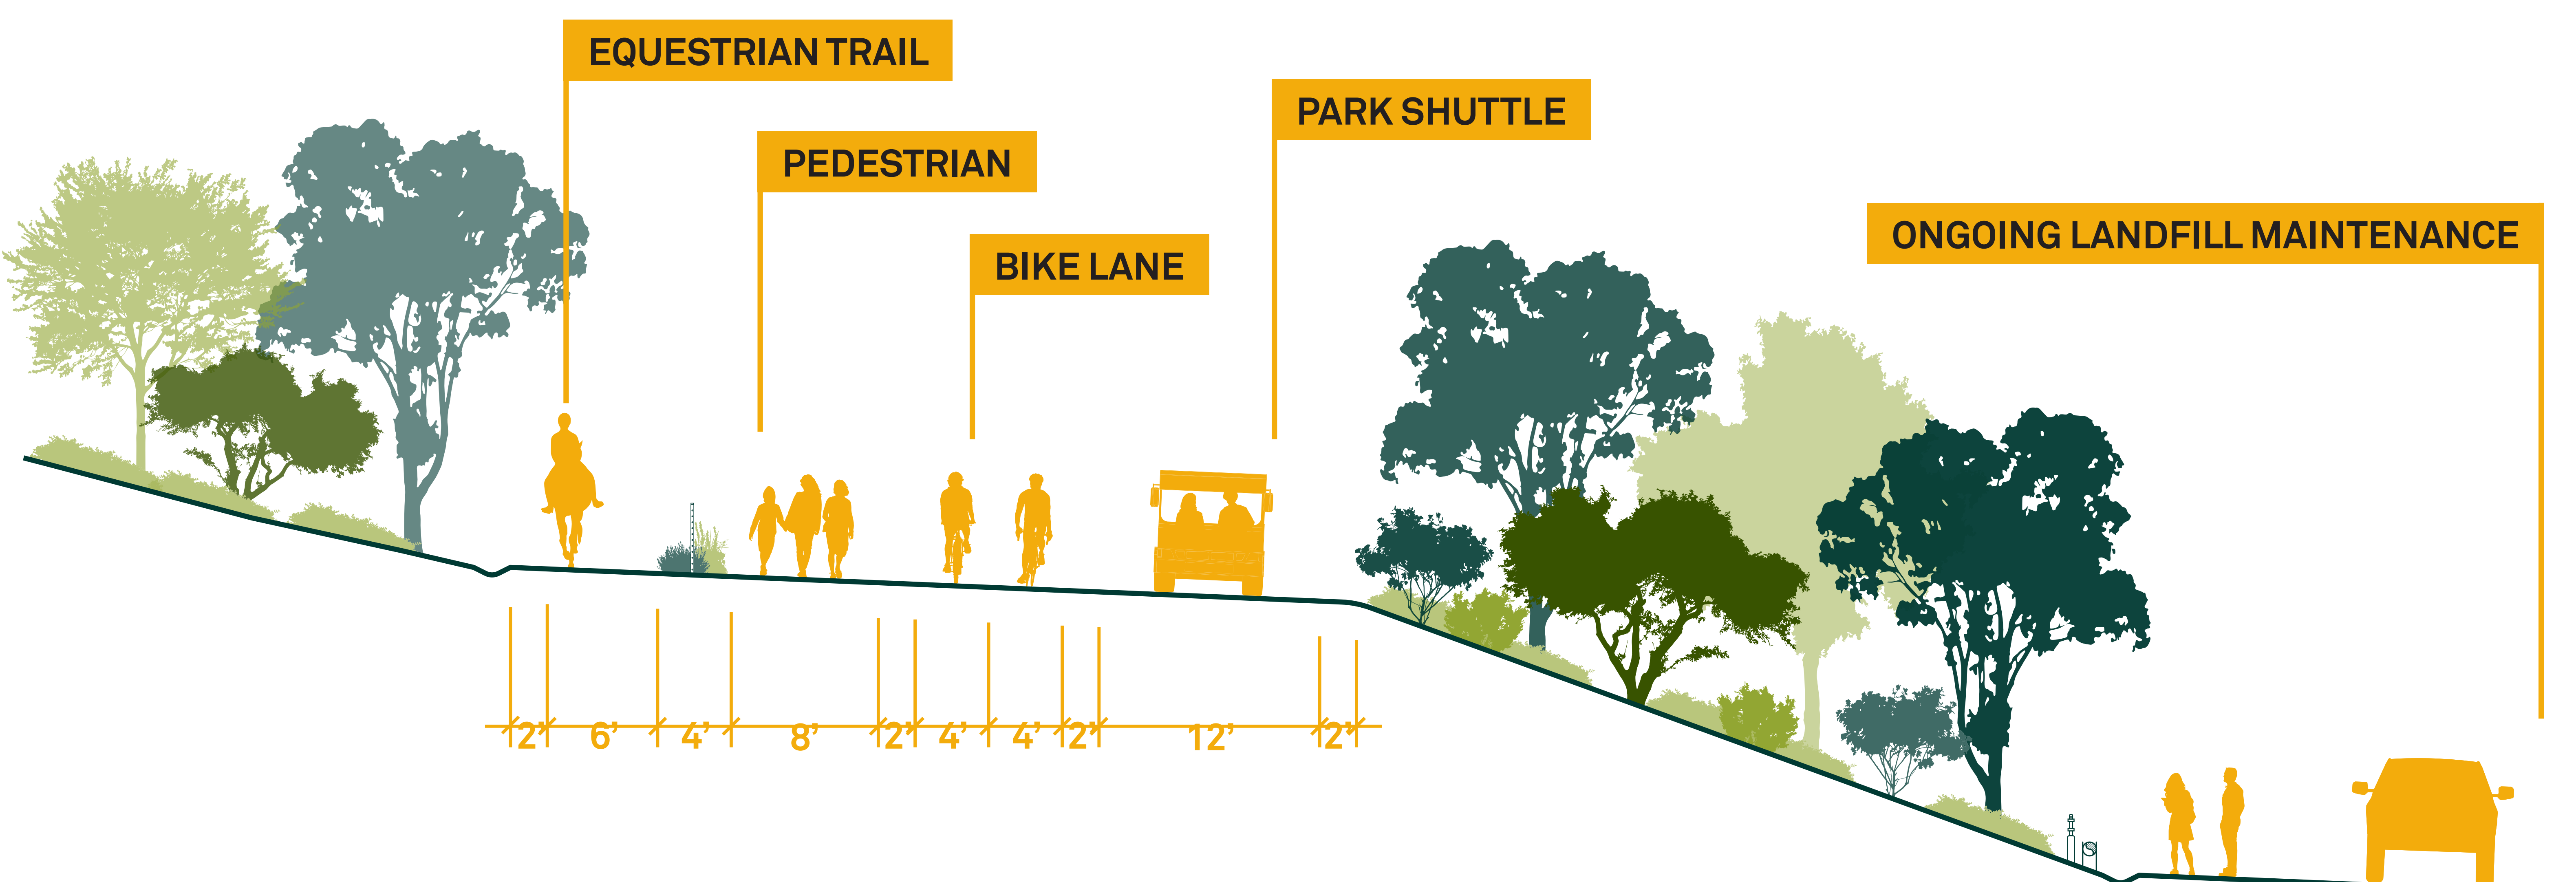 EQUESTRIAN TRAIL
PARK SHUTTLE
PEDESTRIAN
ONGOING LANDFILL MAINTENANCE
BIKE LANE
2’ 6’ 4’ 8’ 2’ 4’ 4’ 2’ 12’ 2’